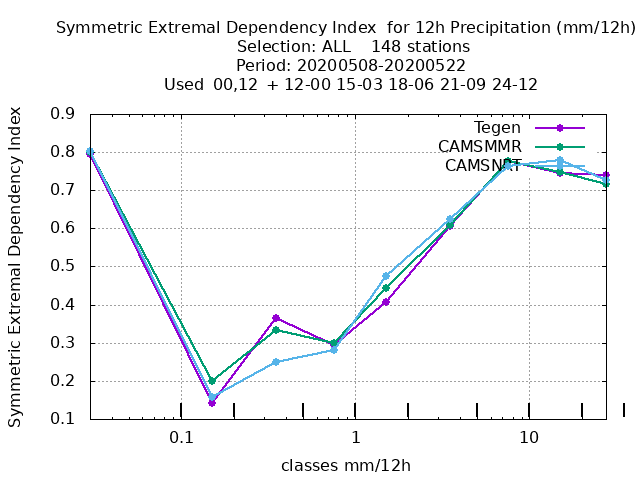 Symmetric Extremal Dependency Index  for 12h Precipitation (mm/12h)
Selection: ALL    148 stations
Period: 20200508-20200522
Used  00,12  + 12-00 15-03 18-06 21-09 24-12
Symmetric Extremal Dependency Index
0.9
0.8
0.7
0.6
0.5
0.4
0.3
0.2
0.1
Tegen
CAMSMMR
CAMSNRT
0.1
1
10
classes mm/12h